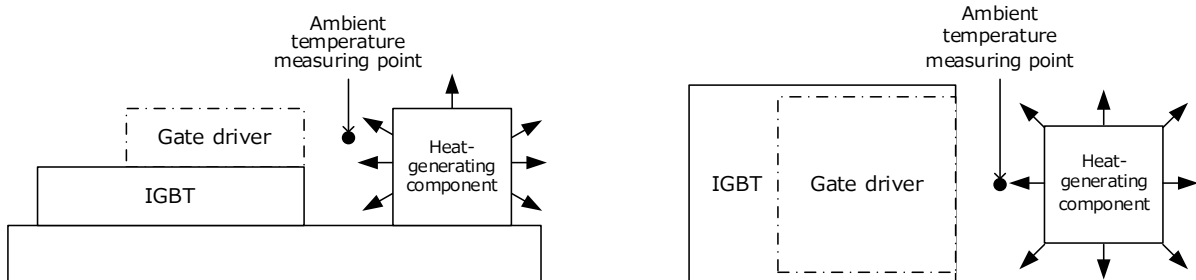 Ambient
temperature
measuring point
Gate driver
Heat-
generating
component
IGBT
Ambient
temperature
measuring point
IGBT
Gate driver
Heat-
generating
component